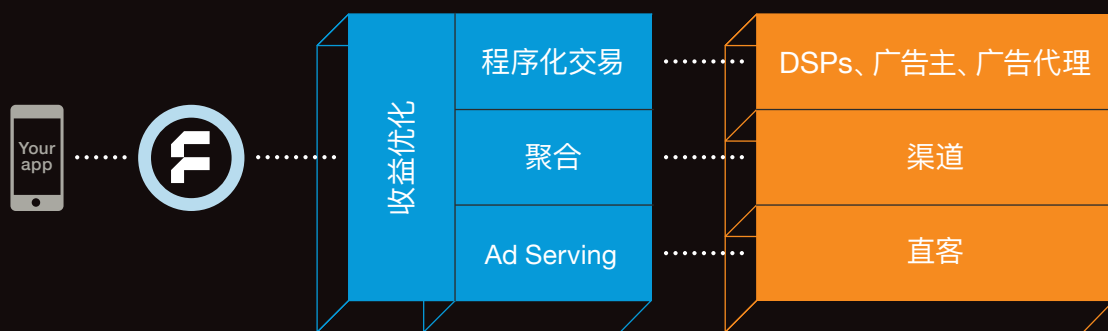 Your
app
收益优化
程序化交易
聚合
Ad Serving
DSPs、广告主、广告代理
渠道
直客